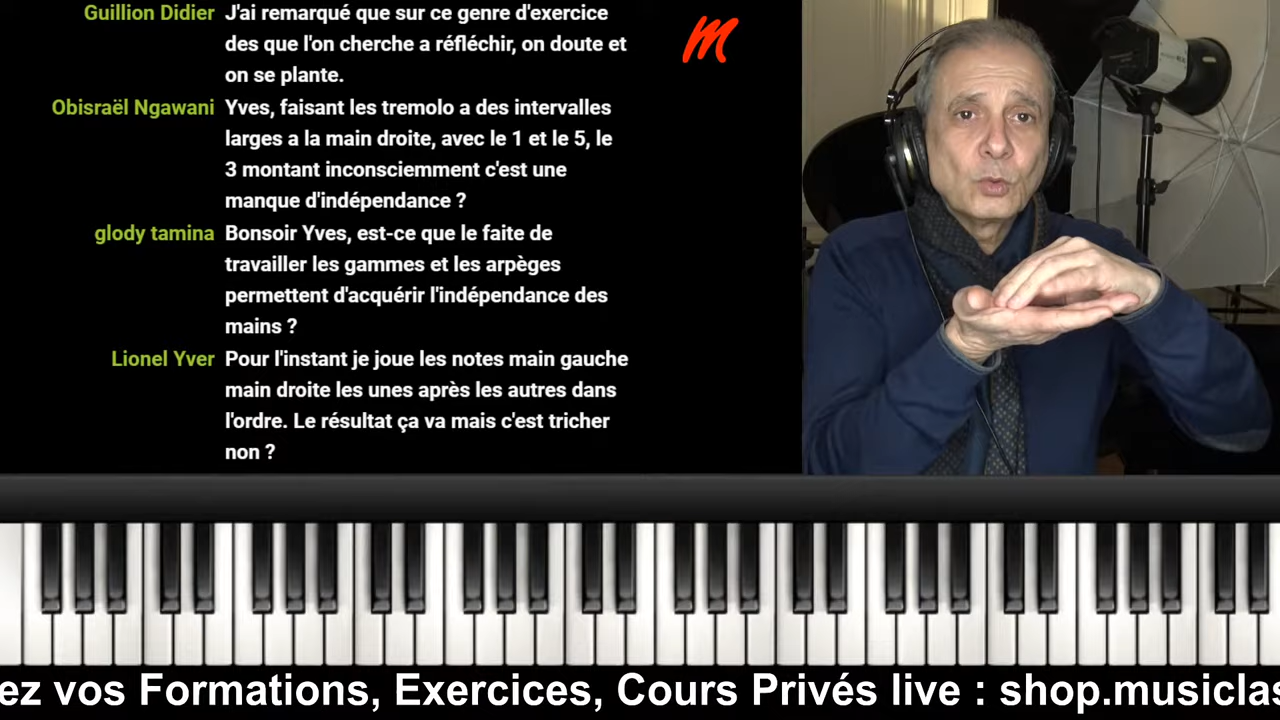 Guillion Didier J'ai remarqué que sur ce genre d'exercice
des que l'on cherche a réfléchir, on doute et
on se plante.
Obisraël Ngawani Yves, faisant les tremolo a des intervalles
larges a la main droite, avec le 1 et le 5, le
3 montant inconsciemment c'est une
manque d'indépendance ?
glody tamina Bonsoir Yves, est-ce que le faite de
travailler les gammes et les arpèges
permettent d'acquérir l'indépendance des
mains ?
Lionel Yver Pour l'instant je joue les notes main gauche
main droite les unes après les autres dans
l'ordre. Le résultat ça va mais c'est tricher
non ?
m
ez vos Formations, Exercices, Cours Privés live : shop.musiclas